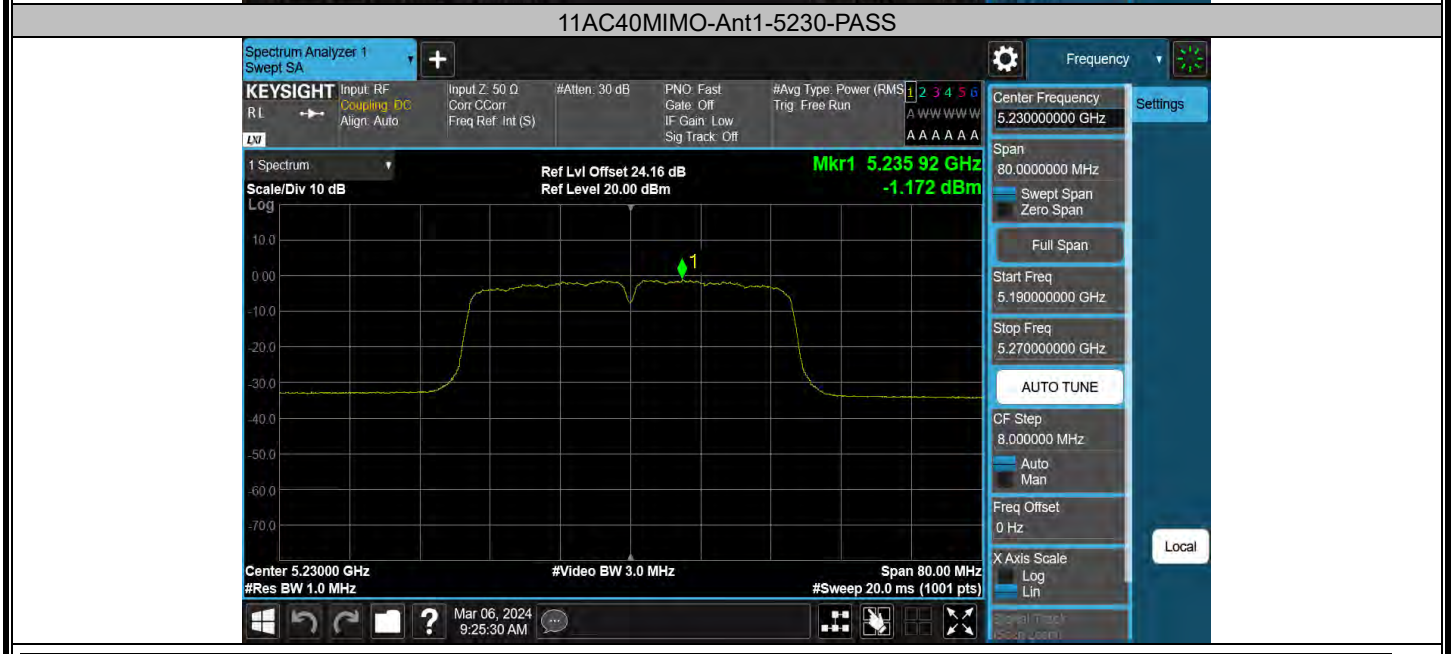 11AC40MIMO-Ant1-5230-PASS
Spectrum Analyzer 1
Swept SA
+
Frequency
KEYSIGHT
RL
LXI
Input: RF
Coupling: DC
Align: Auto
Input Z: 50 Ω
Corr CCorr
Freq Ref: Int (S)
#Atten: 30 dB
PNO: Fast
Gate: Off
IF Gain: Low
Sig Track: Off
#Avg Type: Power (RMS
Trig: Free Run
1 2 3 4 5 6
A W W W W W
A A A A A A
Center Frequency
5.230000000 GHz
Settings
Span
80.0000000 MHz
Swept Span
Zero Span
Full Span
Start Freq
5.190000000 GHz
Stop Freq
5.270000000 GHz
AUTO TUNE
CF Step
8.000000 MHz
Auto
Man
Freq Offset
0 Hz
X Axis Scale
Log
Lin
Local
1 Spectrum
Scale/Div 10 dB
Log
Ref Lvl Offset 24.16 dB
Ref Level 20.00 dBm
Mkr1 5.235 92 GHz
-1.172 dBm
10.0
0.00
-10.0
-20.0
-30.0
-40.0
-50.0
-60.0
-70.0
1
Center 5.23000 GHz
#Res BW 1.0 MHz
#Video BW 3.0 MHz
Span 80.00 MHz
#Sweep 20.0 ms (1001 pts)
?
Mar 06, 2024
9:25:30 AM